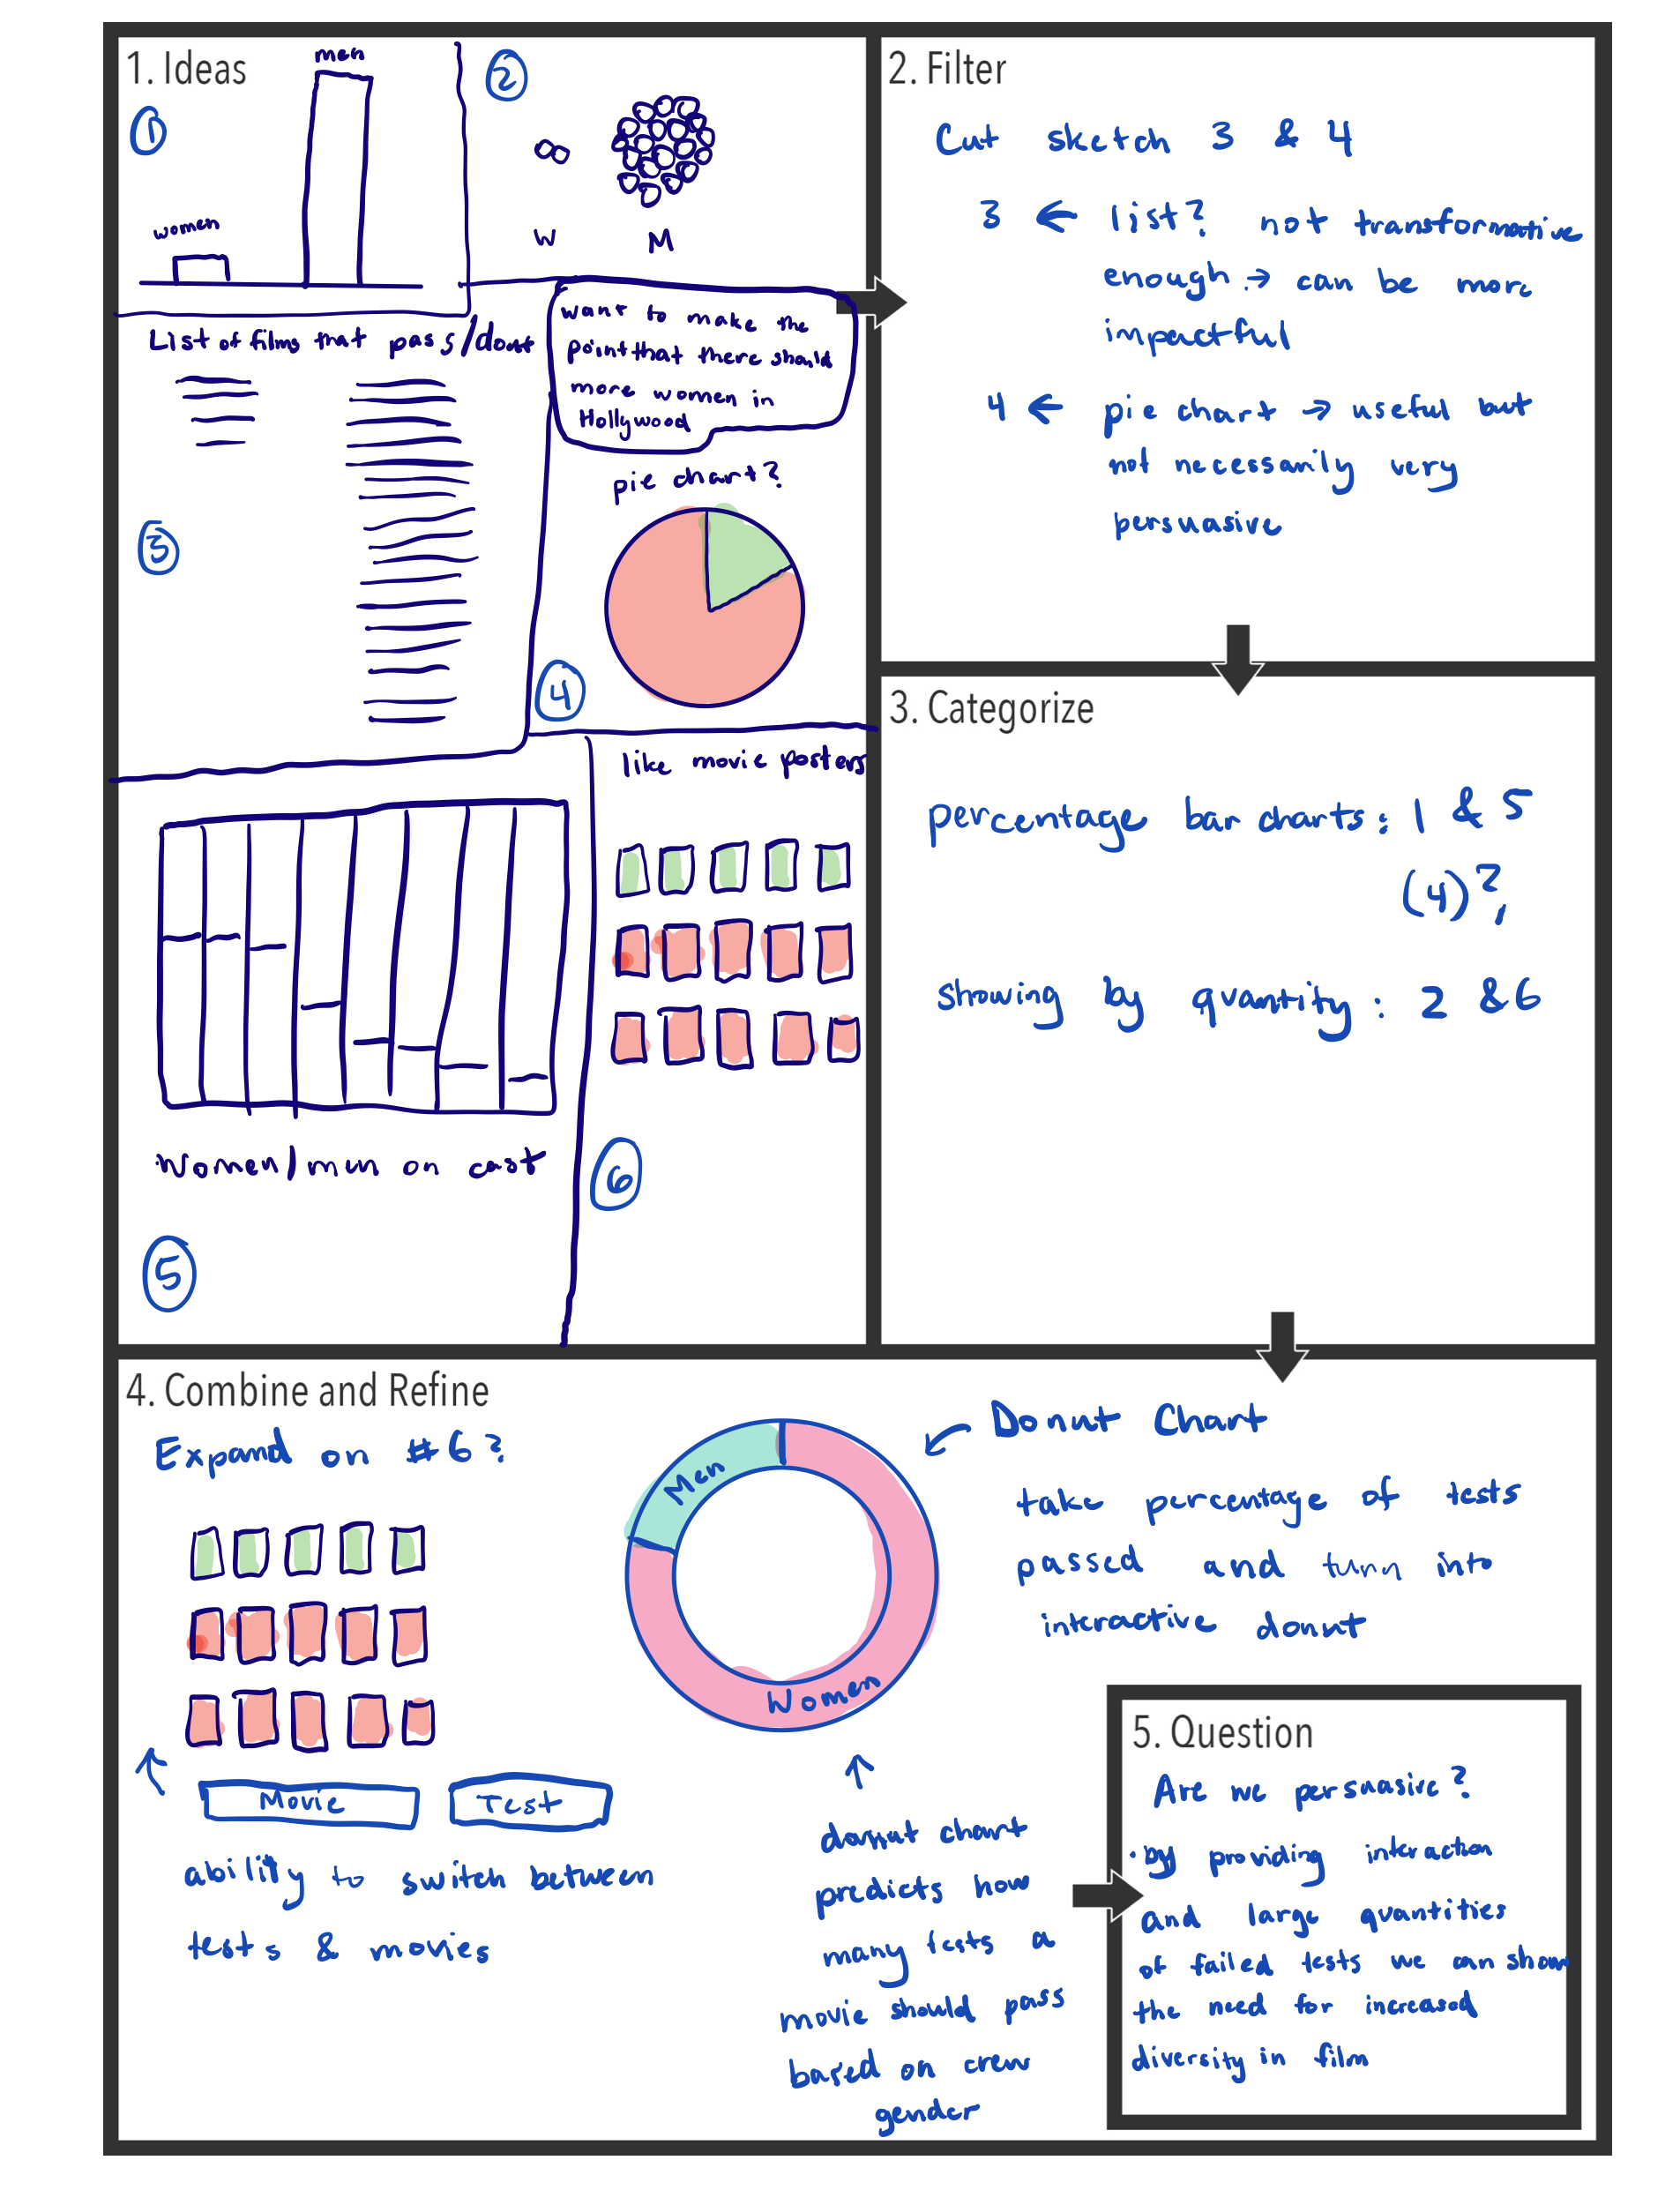 1. Ideas
1
men
women
2
W
M
List of films that pass/dont
3
want to make the
point that there should
more women in
Hollywood
pie chart?
4
Women/men on cast
5
like movie posters
6
2. Filter
Cut sketch 3 & 4
3 ← list? not transformative
enough → can be more
impactful
4 ← pie chart → useful but
not necessarily very
persuasive
3. Categorize
percentage bar charts: 1 & 5
(4)?
showing by quantity: 2 & 6
4. Combine and Refine
Expand on #6?
Movie
Test
ability to switch between
tests & movies
Men
Women
Donut Chart
take percentage of tests
passed and turn into
interactive donut
donut chart
predicts how
many tests a
movie should pass
based on crew
gender
5. Question
Are we persuasive?
• by providing interaction
and large quantities
of failed tests we can show
the need for increased
diversity in film